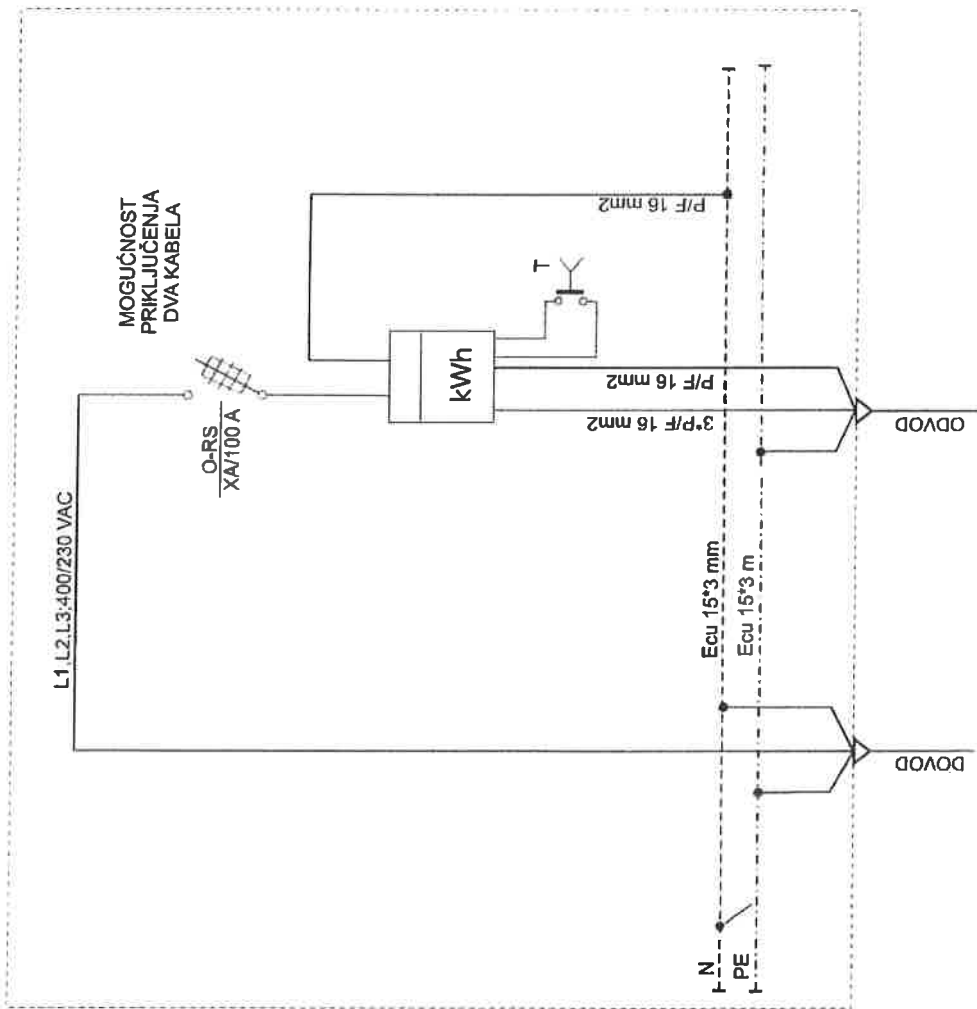 MOGUĆNOST
PRIKLJUČENJA
DVA KABELA
L1,L2,L3;400/230 VAC
O-RS
XA/100 A
T
kWh
P/F 16 mm2
P/F 16 mm2
3*P/F 16 mm2
Ecu 15*3 mm
Ecu 15*3 m
N
PE
DOVOD
ODVOD